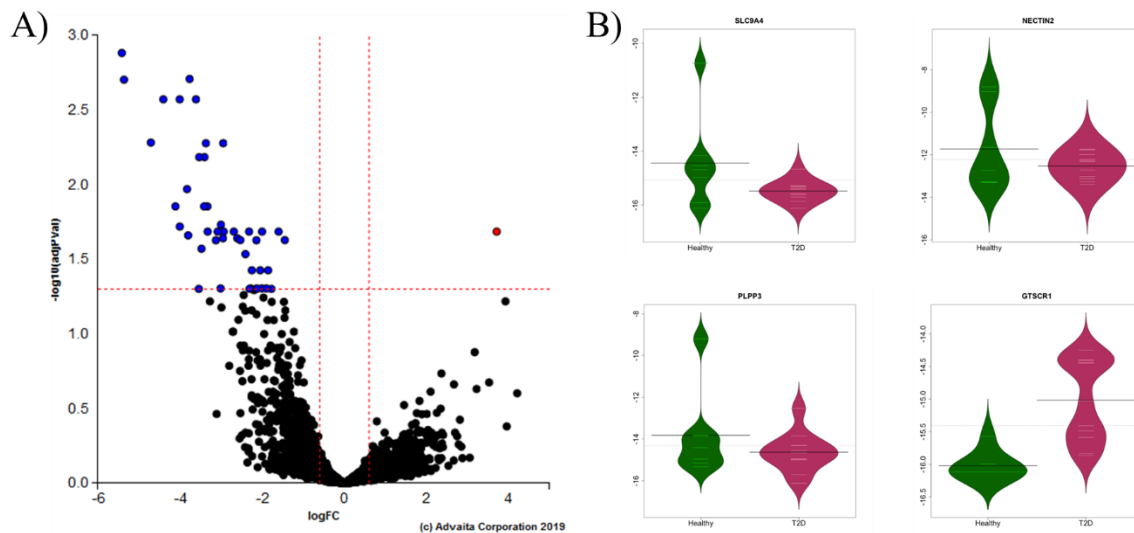 A)
3.0
2.5
2.0
1.5
1.0
0.5
0.0
-log10(adjPval)
-6
-4
-2
0
2
4
logFC
(c) Advaita Corporation 2019
B)
SLC9A4
-10
-12
-14
-16
Healthy
T2D
NECTIN2
-8
-10
-12
-14
-16
Healthy
T2D
PLPP3
-8
-10
-12
-14
-16
Healthy
T2D
GTSCR1
-14.0
-14.5
-15.0
-15.5
-16.0
-16.5
Healthy
T2D